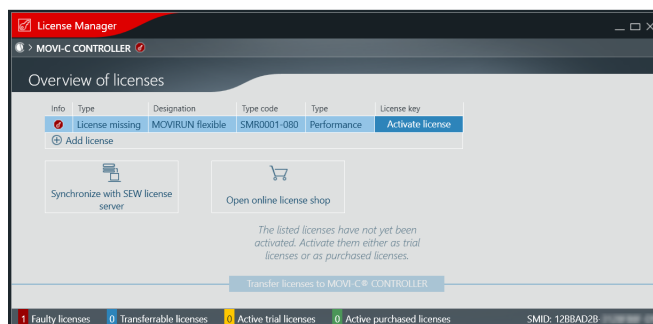 License Manager
> MOVI-C CONTROLLER
Overview of licenses
Info Type Designation Type code Type License key
License missing MOVIRUN flexible SMR0001-080 Performance Activate license
Add license
Synchronize with SEW license
server
Open online license shop
The listed licenses have not yet been
activated. Activate them either as trial
licenses or as purchased licenses.
Transfer licenses to MOVI-C® CONTROLLER
1 Faulty licenses 0 Transferrable licenses 0 Active trial licenses 0 Active purchased licenses SMID: 12BBAD2B-